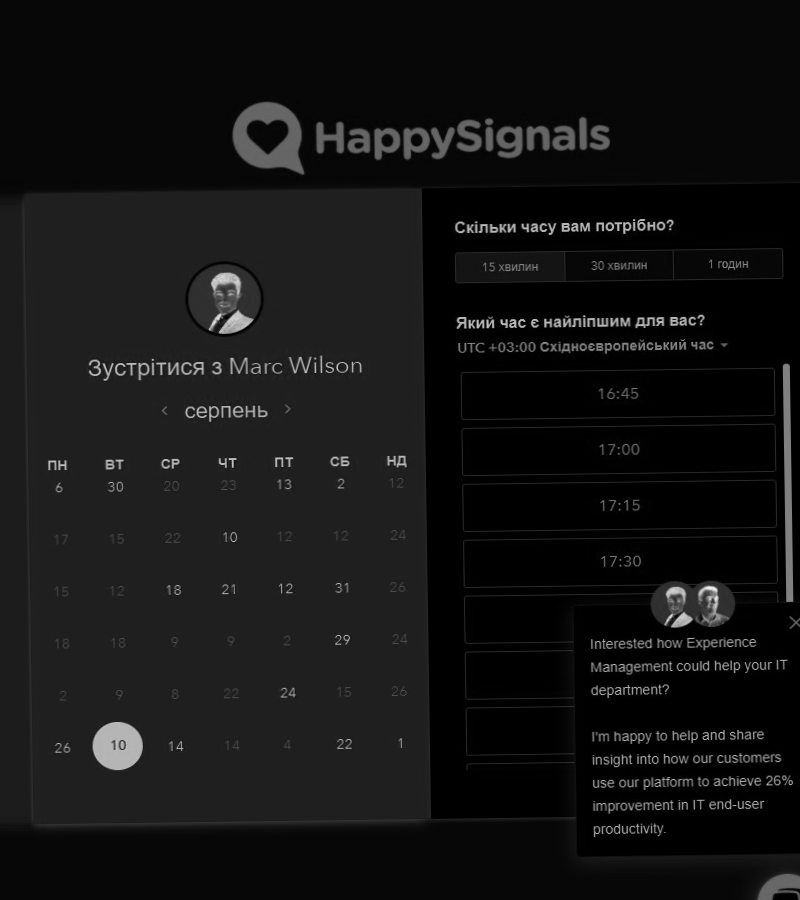 HappySignals
Зустрітися з Marc Wilson
серпень
ПН ВТ СР ЧТ ПТ СБ НД
6 30 20 23 13 2 12
17 15 22 10 12 12 24
15 12 18 21 12 31 26
18 18 9 9 2 29 24
2 9 8 22 24 15 26
26 10 14 14 4 22 1
Скільки часу вам потрібно?
15 хвилин 30 хвилин 1 годин
Який час є найліпшим для вас?
UTC +03:00 Східноєвропейський час
16:45
17:00
17:15
17:30
Interested how Experience
Management could help your IT
department?
I'm happy to help and share
insight into how our customers
use our platform to achieve 26%
improvement in IT end-user
productivity.